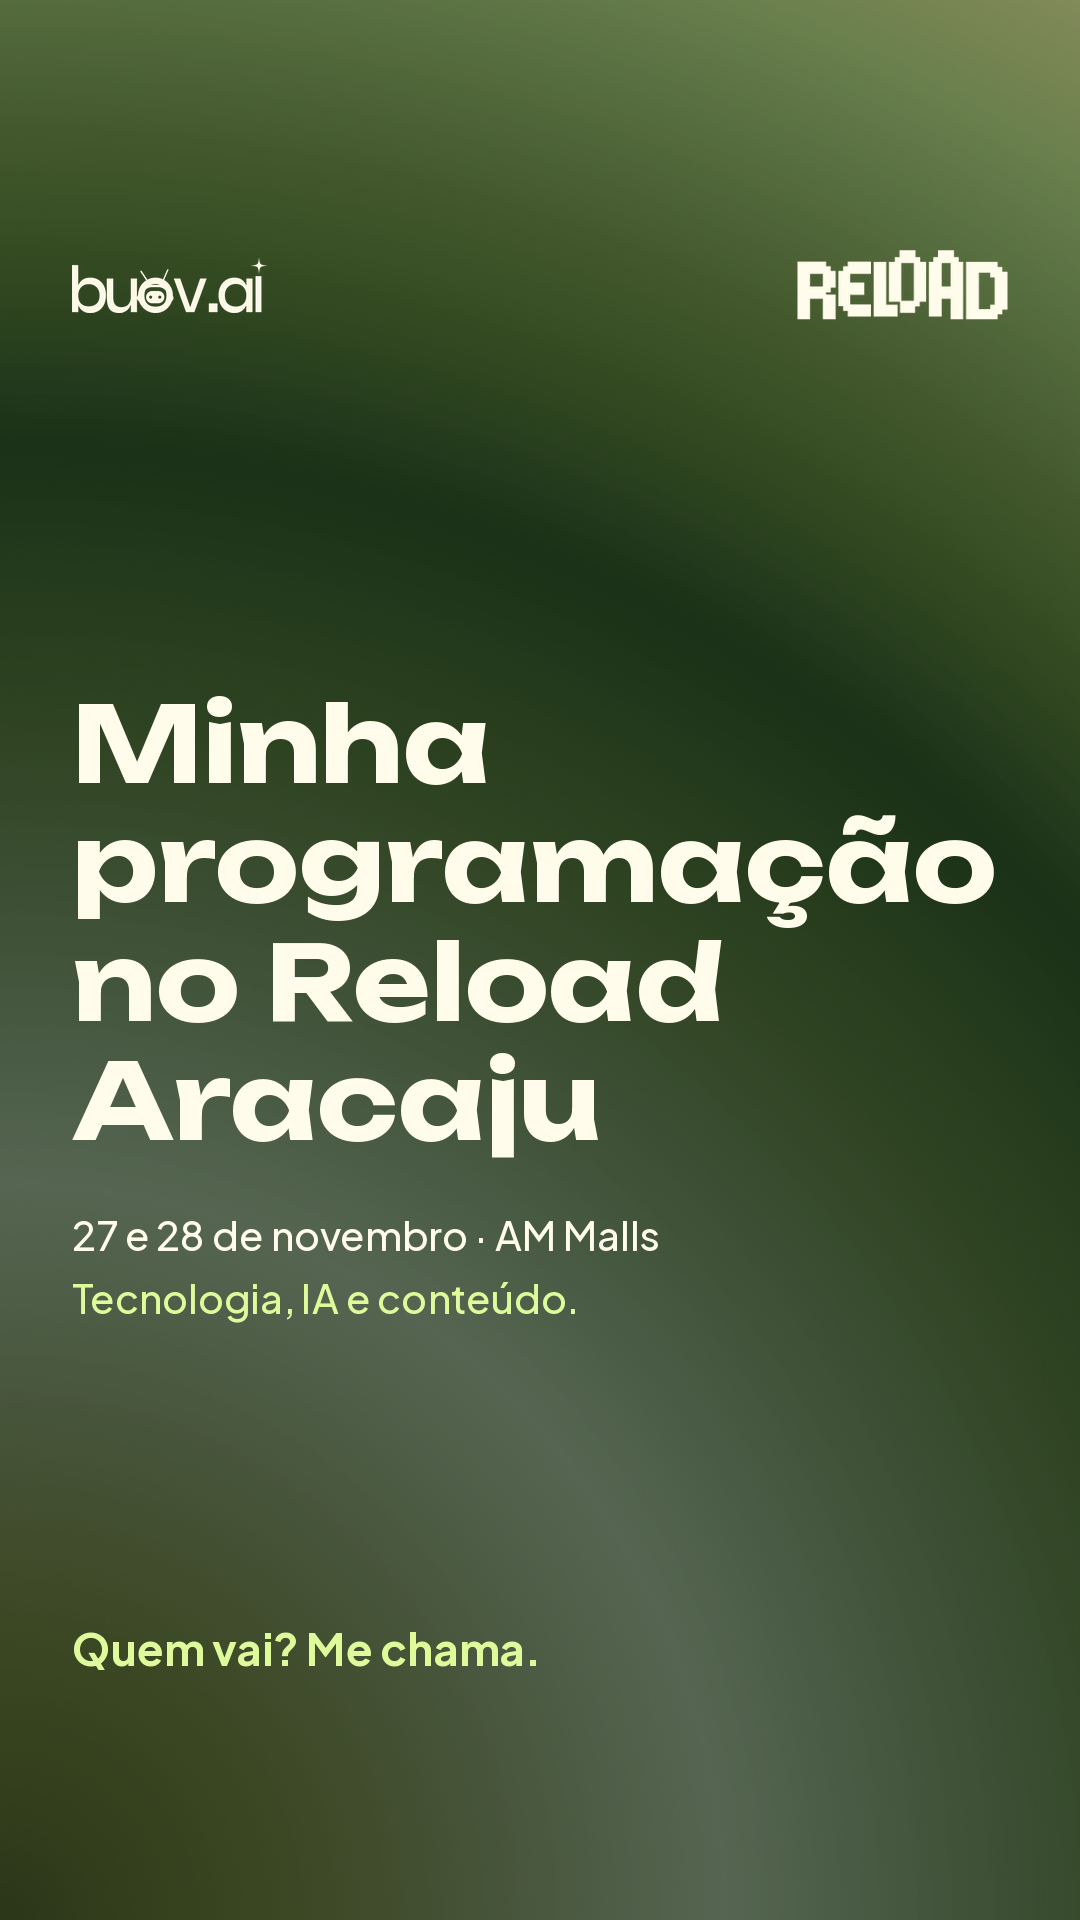 buov.ai
RELOAD
Minha
programação
no Reload
Aracaju
27 e 28 de novembro · AM Malls
Tecnologia, IA e conteúdo.
Quem vai? Me chama.